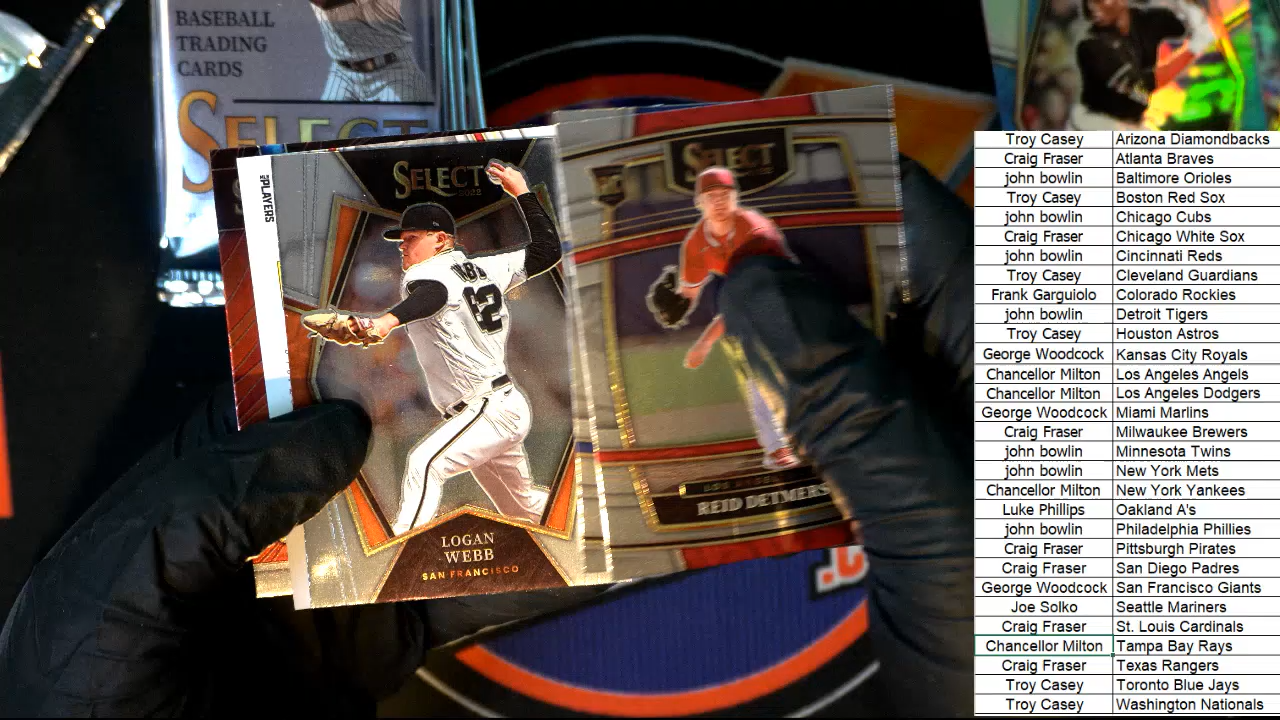 BASEBALL
TRADING
CARDS
SELECT
PLAYERS
SELECT
2022
WEBB
62
LOGAN
WEBB
SAN FRANCISCO
SELECT
LOS ANGELES
REID DETMERS
Troy Casey Arizona Diamondbacks
Craig Fraser Atlanta Braves
john bowlin Baltimore Orioles
Troy Casey Boston Red Sox
john bowlin Chicago Cubs
Craig Fraser Chicago White Sox
john bowlin Cincinnati Reds
Troy Casey Cleveland Guardians
Frank Garguiolo Colorado Rockies
john bowlin Detroit Tigers
Troy Casey Houston Astros
George Woodcock Kansas City Royals
Chancellor Milton Los Angeles Angels
Chancellor Milton Los Angeles Dodgers
George Woodcock Miami Marlins
Craig Fraser Milwaukee Brewers
john bowlin Minnesota Twins
john bowlin New York Mets
Chancellor Milton New York Yankees
Luke Phillips Oakland A's
john bowlin Philadelphia Phillies
Craig Fraser Pittsburgh Pirates
Craig Fraser San Diego Padres
George Woodcock San Francisco Giants
Joe Solko Seattle Mariners
Craig Fraser St. Louis Cardinals
Chancellor Milton Tampa Bay Rays
Craig Fraser Texas Rangers
Troy Casey Toronto Blue Jays
Troy Casey Washington Nationals